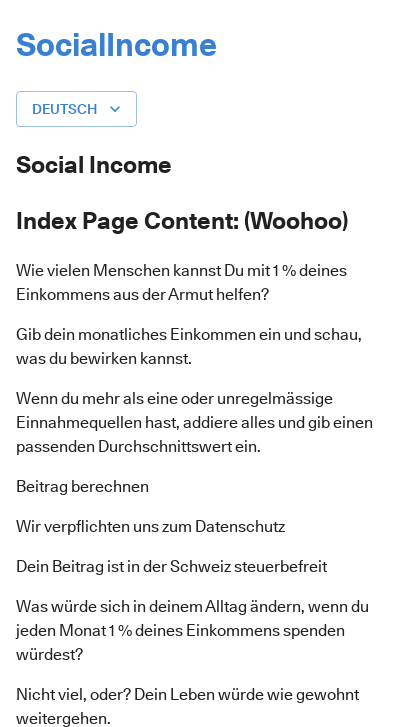 SocialIncome
DEUTSCH
Social Income
Index Page Content: (Woohoo)
Wie vielen Menschen kannst Du mit 1 % deines
Einkommens aus der Armut helfen?
Gib dein monatliches Einkommen ein und schau,
was du bewirken kannst.
Wenn du mehr als eine oder unregelmässige
Einnahmequellen hast, addiere alles und gib einen
passenden Durchschnittswert ein.
Beitrag berechnen
Wir verpflichten uns zum Datenschutz
Dein Beitrag ist in der Schweiz steuerbefreit
Was würde sich in deinem Alltag ändern, wenn du
jeden Monat 1 % deines Einkommens spenden
würdest?
Nicht viel, oder? Dein Leben würde wie gewohnt
weitergehen.